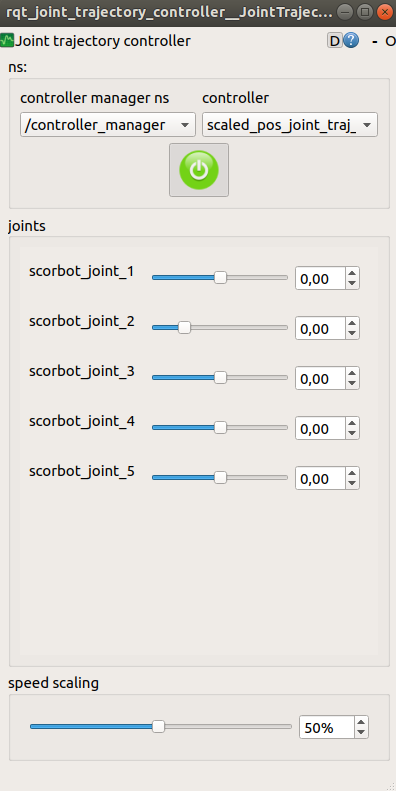 rqt_joint_trajectory_controller__JointTrajec...
Joint trajectory controller
D
?
- O
ns:
controller manager ns
controller
/controller_manager
scaled_pos_joint_traj_
joints
scorbot_joint_1
0,00
scorbot_joint_2
0,00
scorbot_joint_3
0,00
scorbot_joint_4
0,00
scorbot_joint_5
0,00
speed scaling
50%